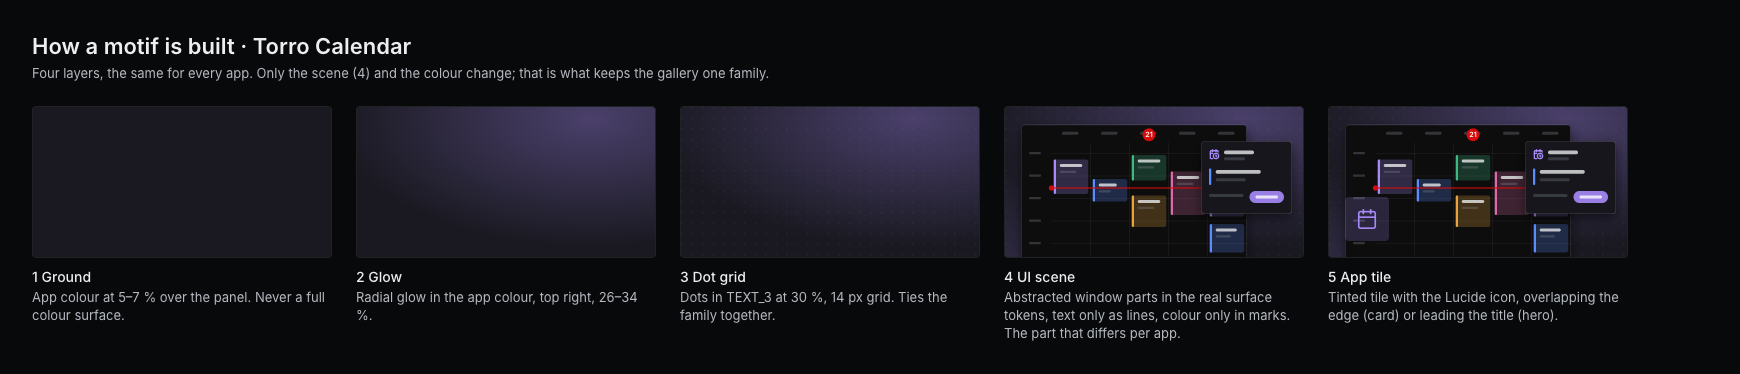 How a motif is built · Torro Calendar
Four layers, the same for every app. Only the scene (4) and the colour change; that is what keeps the gallery one family.
21
21
1 Ground
App colour at 5–7 % over the panel. Never a full
colour surface.
2 Glow
Radial glow in the app colour, top right, 26–34
%.
3 Dot grid
Dots in TEXT_3 at 30 %, 14 px grid. Ties the
family together.
4 UI scene
Abstracted window parts in the real surface
tokens, text only as lines, colour only in marks.
The part that differs per app.
5 App tile
Tinted tile with the Lucide icon, overlapping the
edge (card) or leading the title (hero).